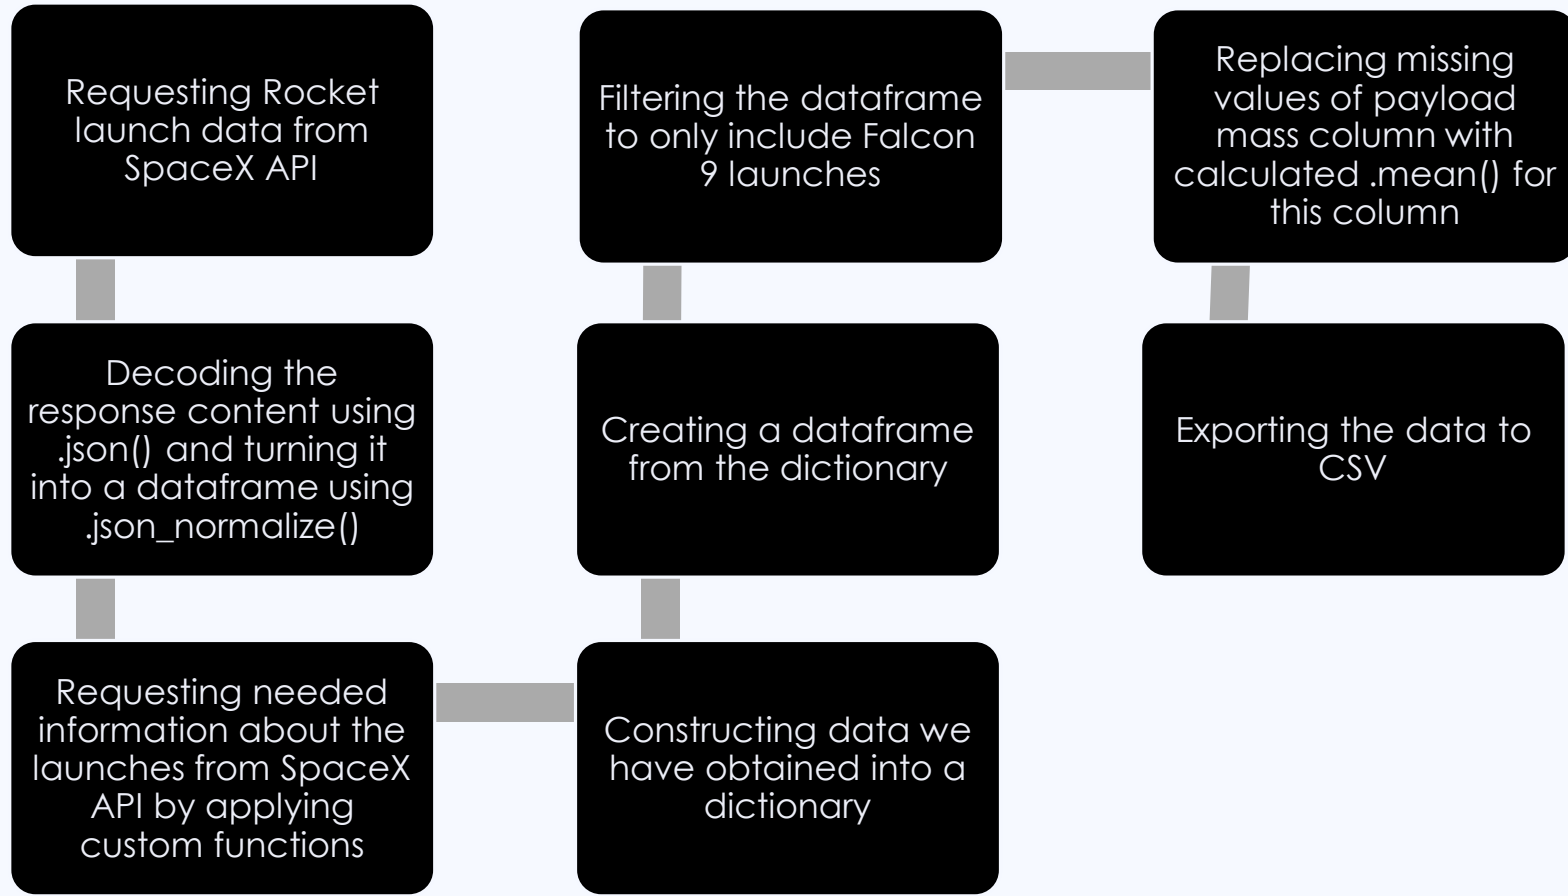 Requesting Rocket
launch data from
SpaceX API
Decoding the
response content using
.json() and turning it
into a dataframe using
.json_normalize()
Requesting needed
information about the
launches from SpaceX
API by applying
custom functions
Constructing data we
have obtained into a
dictionary
Creating a dataframe
from the dictionary
Filtering the dataframe
to only include Falcon
9 launches
Replacing missing
values of payload
mass column with
calculated .mean() for
this column
Exporting the data to
CSV